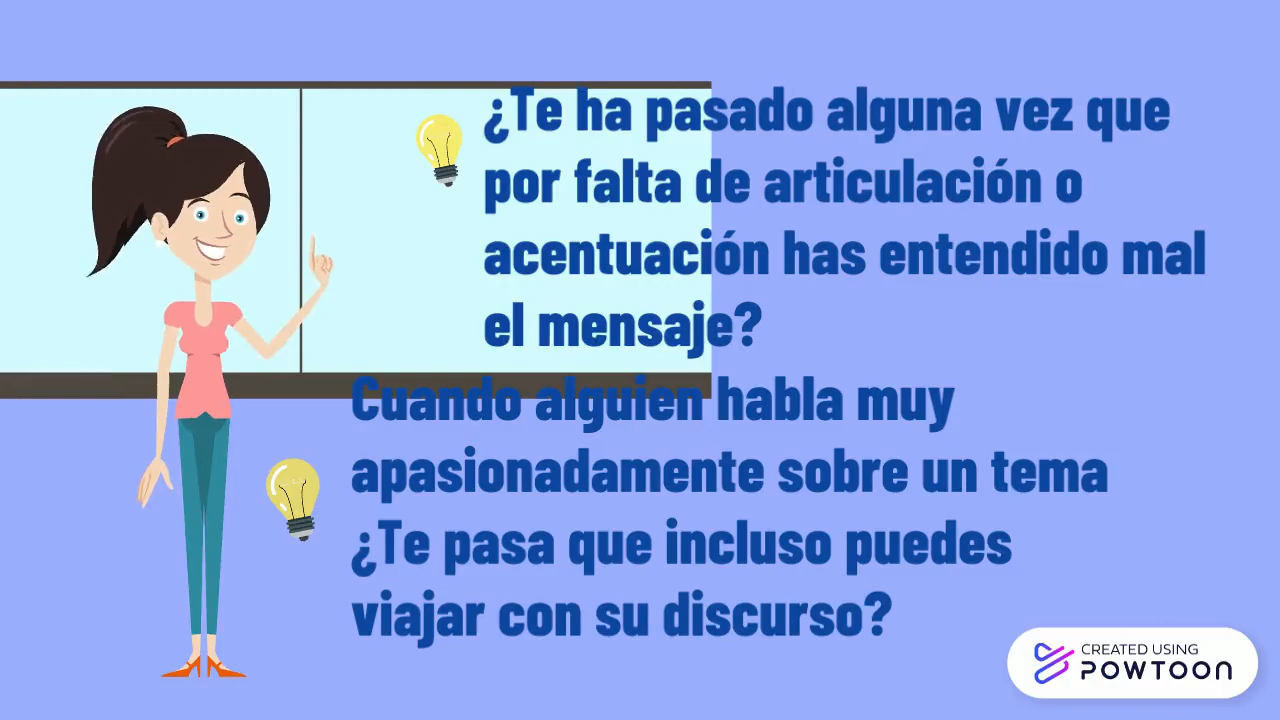 ¿Te ha pasado alguna vez que
por falta de articulación o
acentuación has entendido mal
el mensaje?
Cuando alguien habla muy
apasionadamente sobre un tema
¿Te pasa que incluso puedes
viajar con su discurso?
CREATED USING
POWTOON